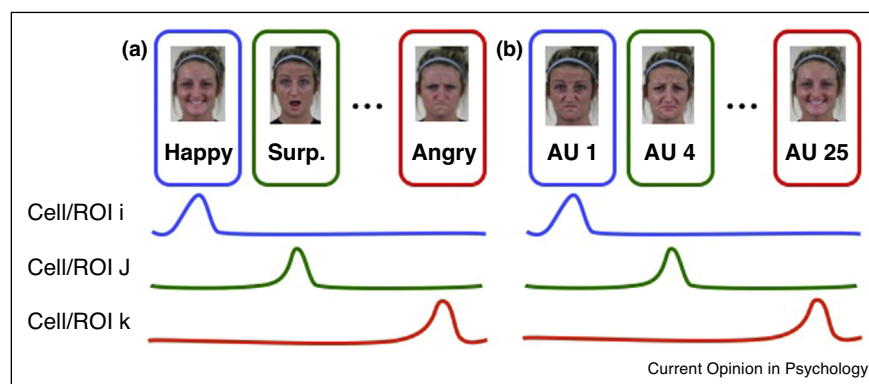 (a)
Happy
Surp.
...
Angry
(b)
AU 1
AU 4
...
AU 25
Cell/ROI i
Cell/ROI J
Cell/ROI k
Current Opinion in Psychology